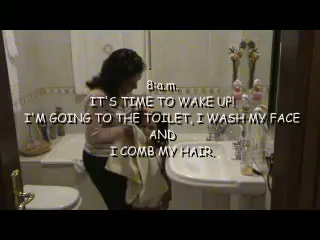 8 a.m.
IT'S TIME TO WAKE UP!
I'M GOING TO THE TOILET, I WASH MY FACE
AND
I COMB MY HAIR.